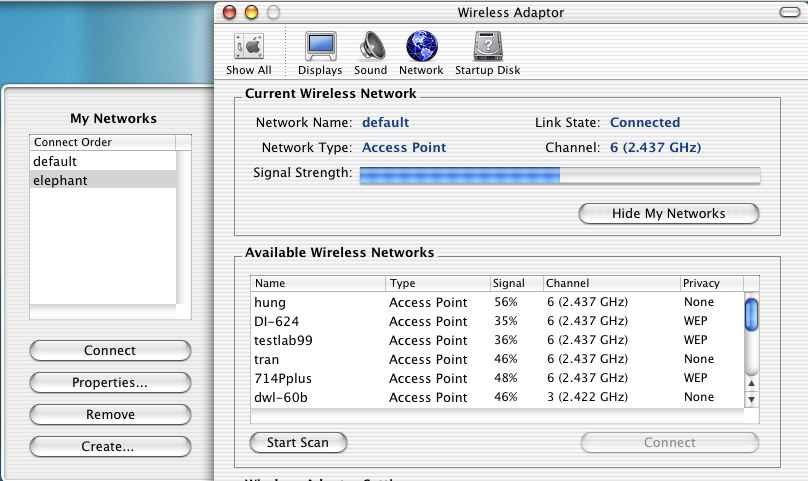 Wireless Adaptor
Show All Displays Sound Network Startup Disk
My Networks
Connect Order
default
elephant
Connect
Properties...
Remove
Create...
Current Wireless Network
Network Name: default Link State: Connected
Network Type: Access Point Channel: 6 (2.437 GHz)
Signal Strength:
Hide My Networks
Available Wireless Networks
Name Type Signal Channel Privacy
hung Access Point 56% 6 (2.437 GHz) None
DI-624 Access Point 35% 6 (2.437 GHz) WEP
testlab99 Access Point 36% 6 (2.437 GHz) WEP
tran Access Point 46% 6 (2.437 GHz) None
714Pplus Access Point 48% 6 (2.437 GHz) WEP
dwl-60b Access Point 46% 3 (2.422 GHz) None
Start Scan Connect